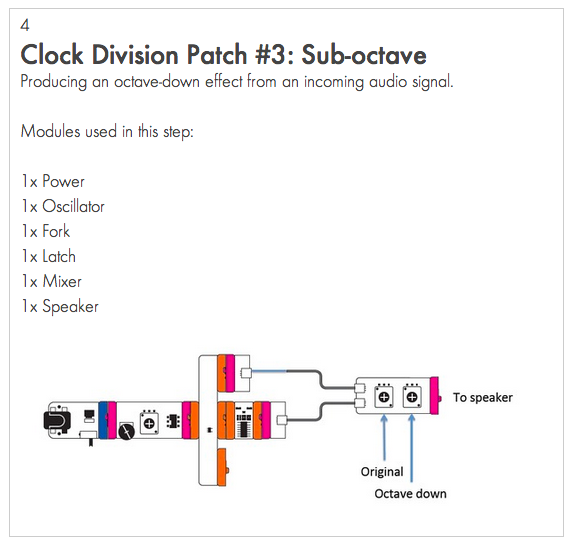 4
Clock Division Patch #3: Sub-octave
Producing an octave-down effect from an incoming audio signal.
Modules used in this step:
1x Power
1x Oscillator
1x Fork
1x Latch
1x Mixer
1x Speaker
To speaker
Original
Octave down